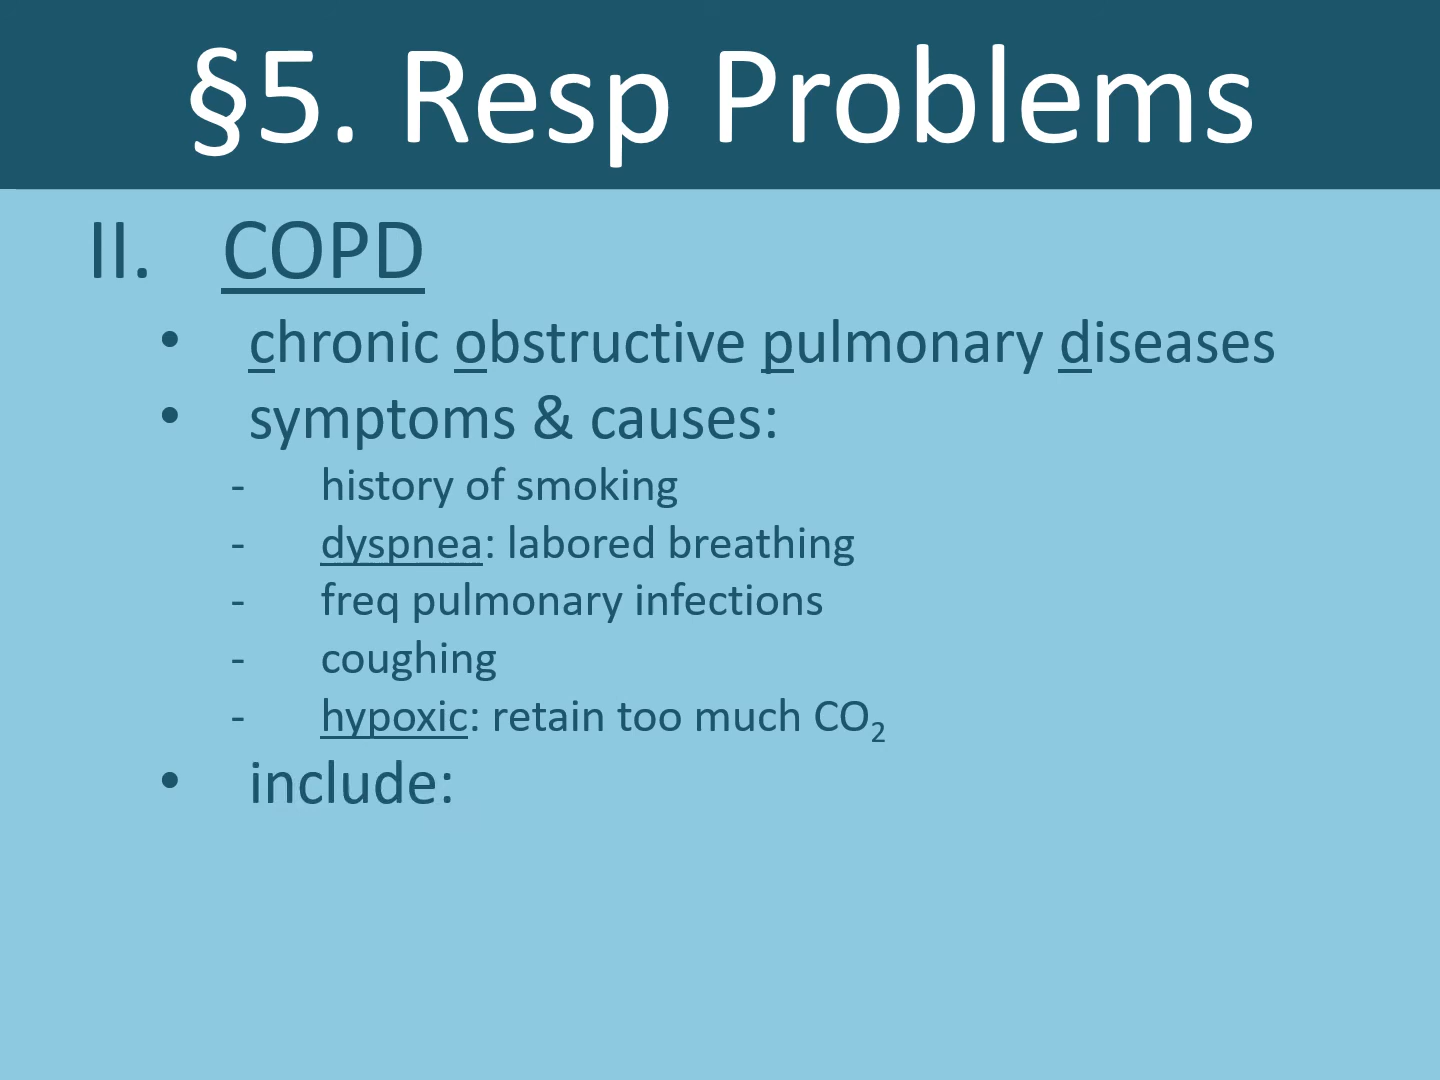 §5. Resp Problems
II. COPD
• chronic obstructive pulmonary diseases
• symptoms & causes:
- history of smoking
- dyspnea: labored breathing
- freq pulmonary infections
- coughing
- hypoxic: retain too much CO₂
• include: